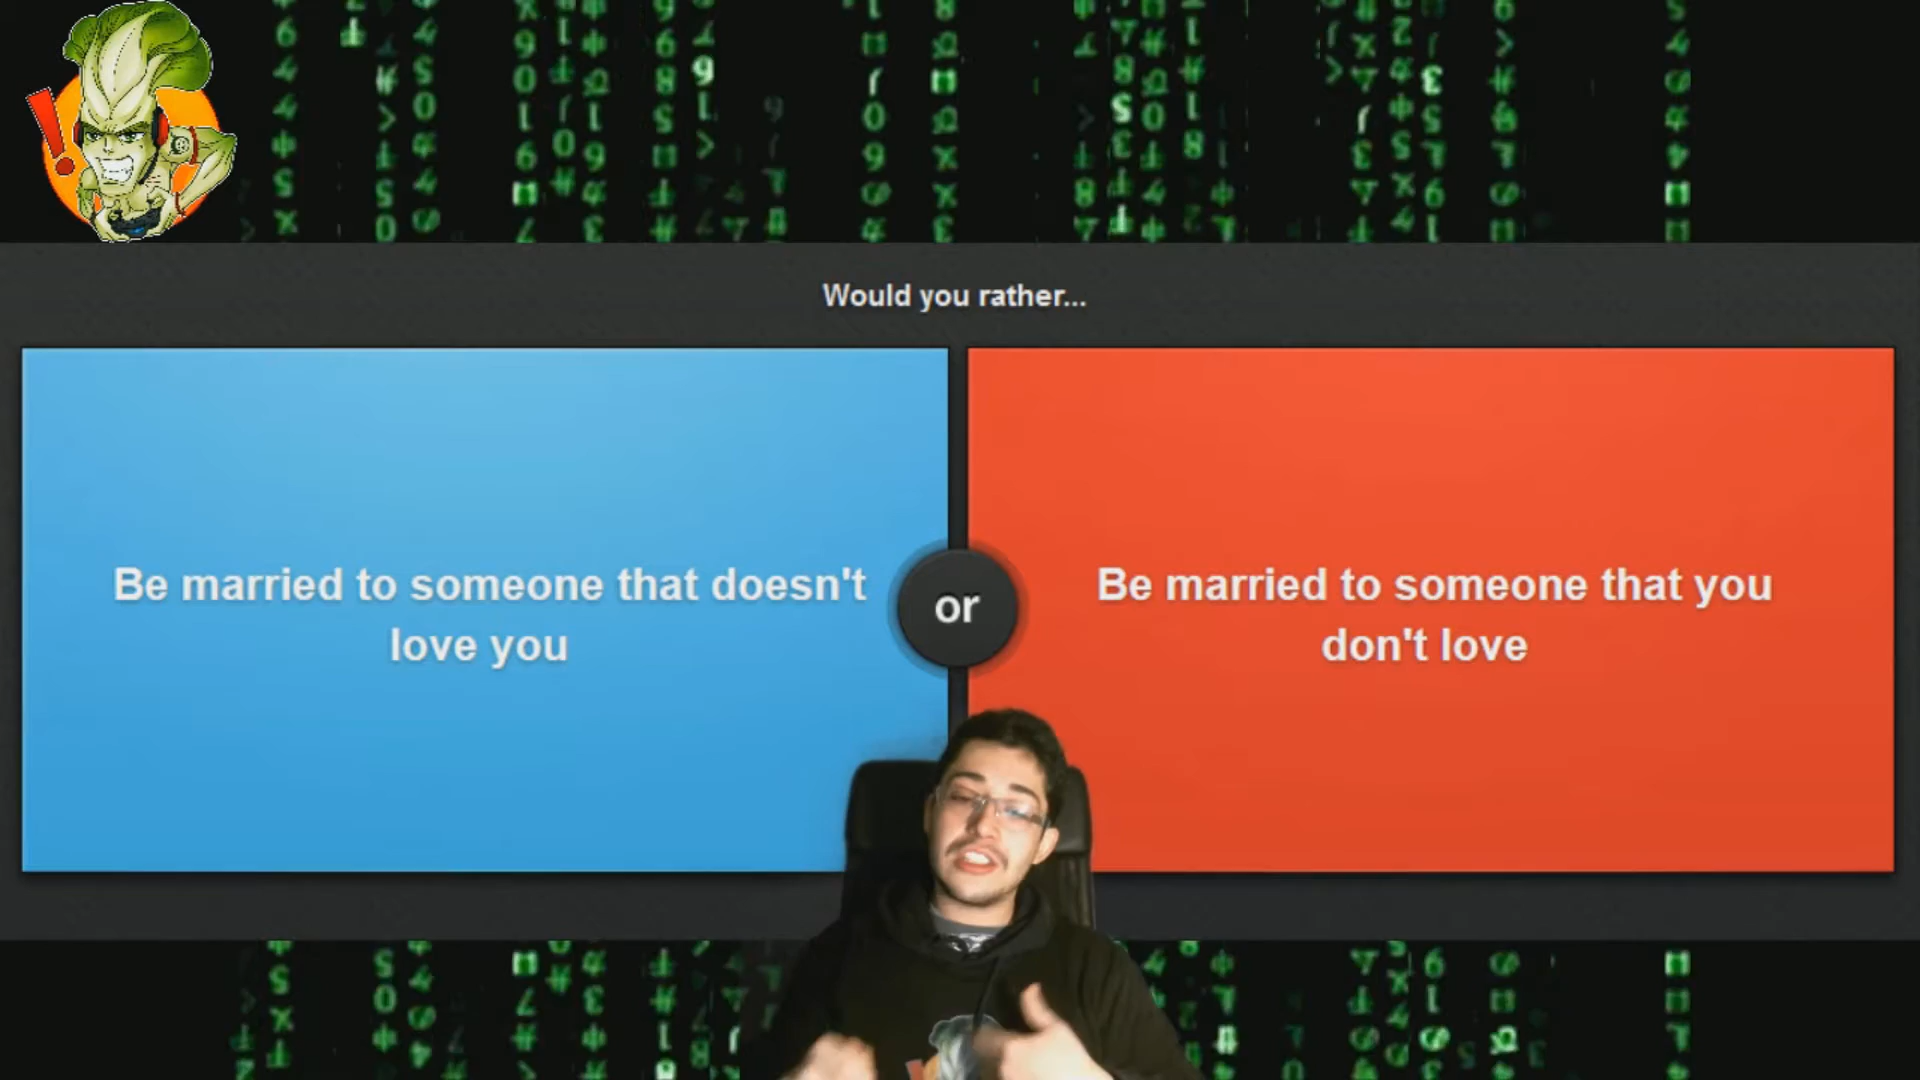 Would you rather...
Be married to someone that doesn't
love you
or
Be married to someone that you
don't love